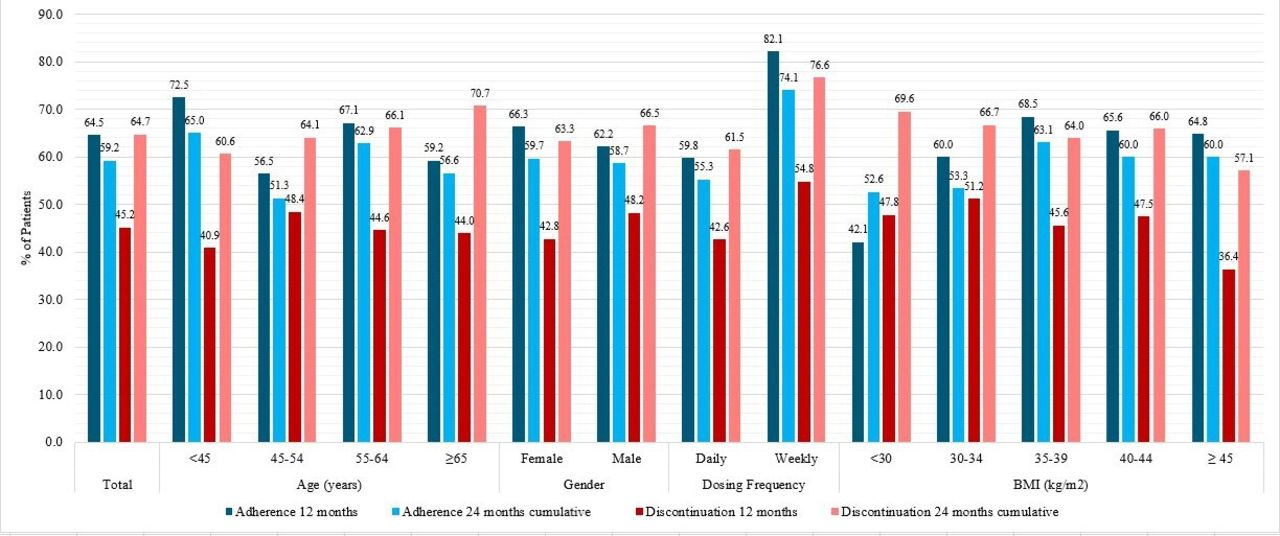 90.0
80.0
70.0
60.0
50.0
40.0
30.0
20.0
10.0
0.0
% of Patients
64.5 59.2 45.2 64.7
72.5 65.0 40.9 60.6
56.5 51.3 48.4 64.1
67.1 62.9 44.6 66.1
59.2 56.6 44.0 70.7
66.3 59.7 42.8 63.3
62.2 58.7 48.2 66.5
59.8 55.3 42.6 61.5
82.1 74.1 54.8 76.6
42.1 52.6 47.8 69.6
60.0 53.3 51.2 66.7
68.5 63.1 45.6 64.0
65.6 60.0 47.5 66.0
64.8 60.0 36.4 57.1
<45 45-54 55-64 ≥65 Female Male Daily Weekly <30 30-34 35-39 40-44 ≥ 45
Total Age (years) Gender Dosing Frequency BMI (kg/m2)
Adherence 12 months Adherence 24 months cumulative Discontinuation 12 months Discontinuation 24 months cumulative